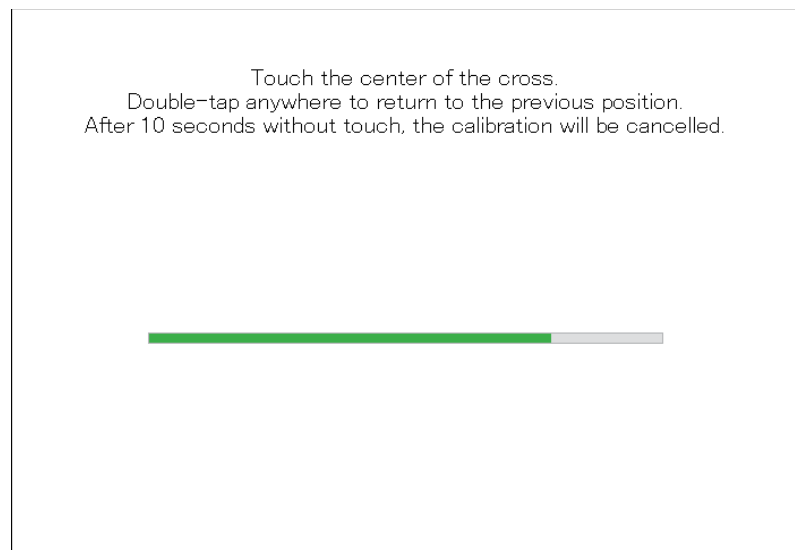 Touch the center of the cross.
Double-tap anywhere to return to the previous position.
After 10 seconds without touch, the calibration will be cancelled.